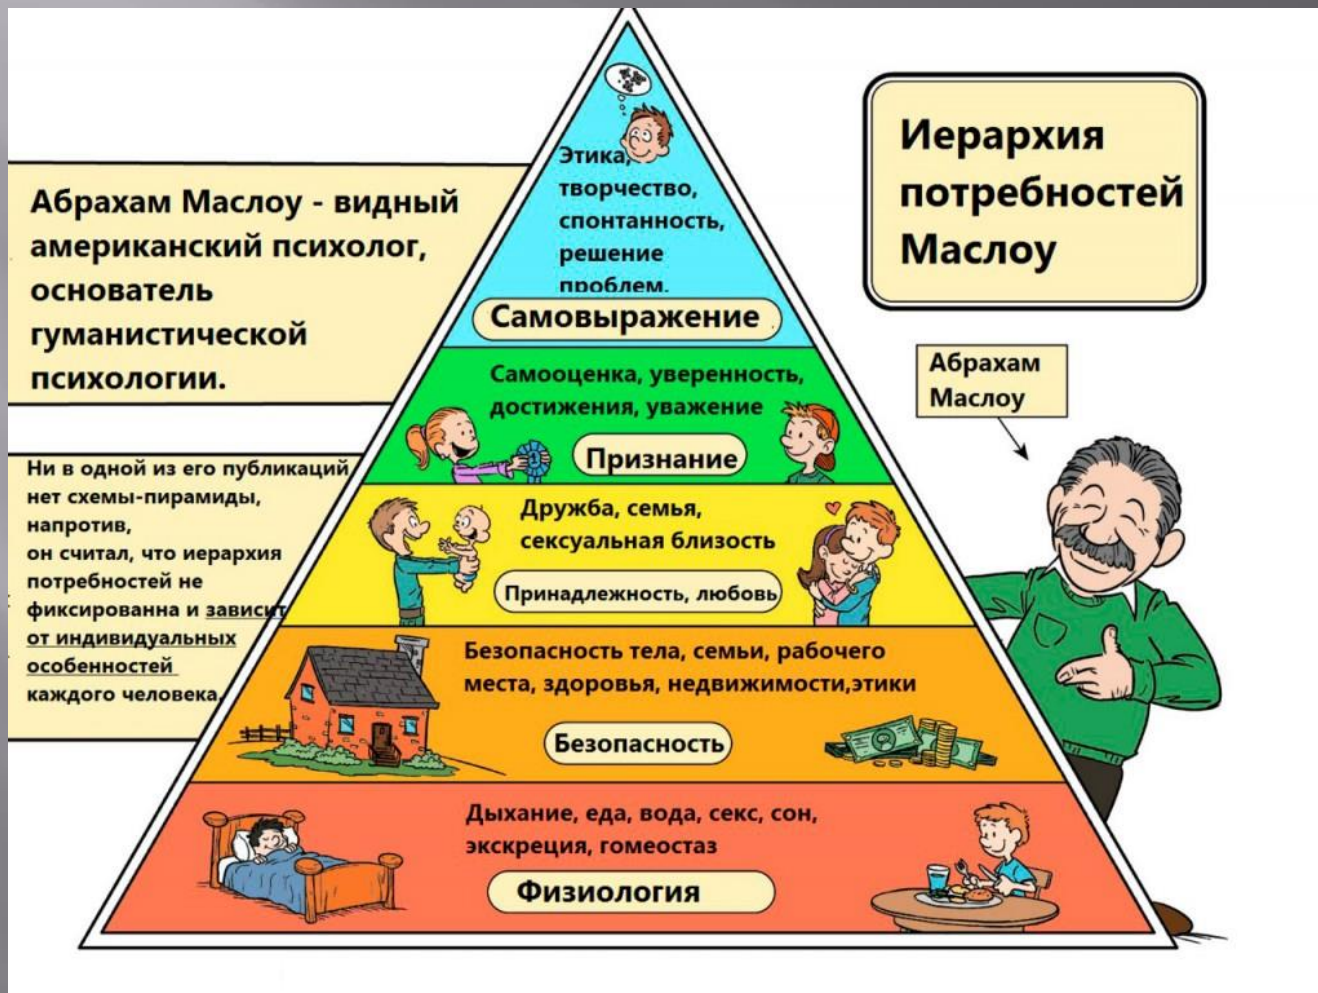 Иерархия
потребностей
Маслоу
Абрахам Маслоу - видный
американский психолог,
основатель
гуманистической
психологии.
Ни в одной из его публикаций
нет схемы-пирамиды,
напротив,
он считал, что иерархия
потребностей не
фиксированна и зависит
от индивидуальных
особенностей
каждого человека,
Этика,
творчество,
спонтанность,
решение
проблем.
Самовыражение
Самооценка, уверенность,
достижения, уважение
Признание
1
Дружба, семья,
сексуальная близость
Принадлежность, любовь
Безопасность тела, семьи, рабочего
места, здоровья, недвижимости,этики
Безопасность
Дыхание, еда, вода, секс, сон,
экскреция, гомеостаз
Физиология
Абрахам
Маслоу